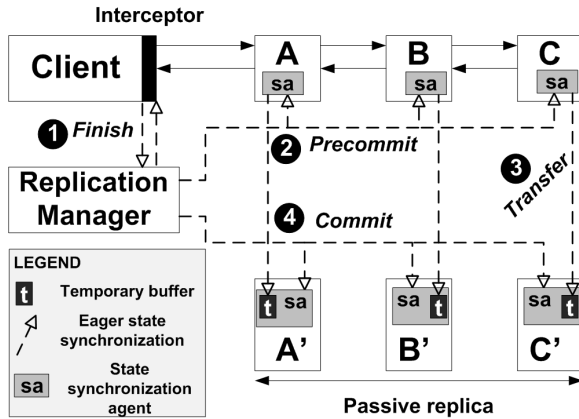 Interceptor
Client
A
B
C
sa
sa
sa
1 Finish
2 Precommit
3 Transfer
Replication
Manager
4 Commit
LEGEND
t Temporary buffer
Eager state
synchronization
sa State
synchronization
agent
t sa
sa t
sa t
A’
B’
C’
Passive replica